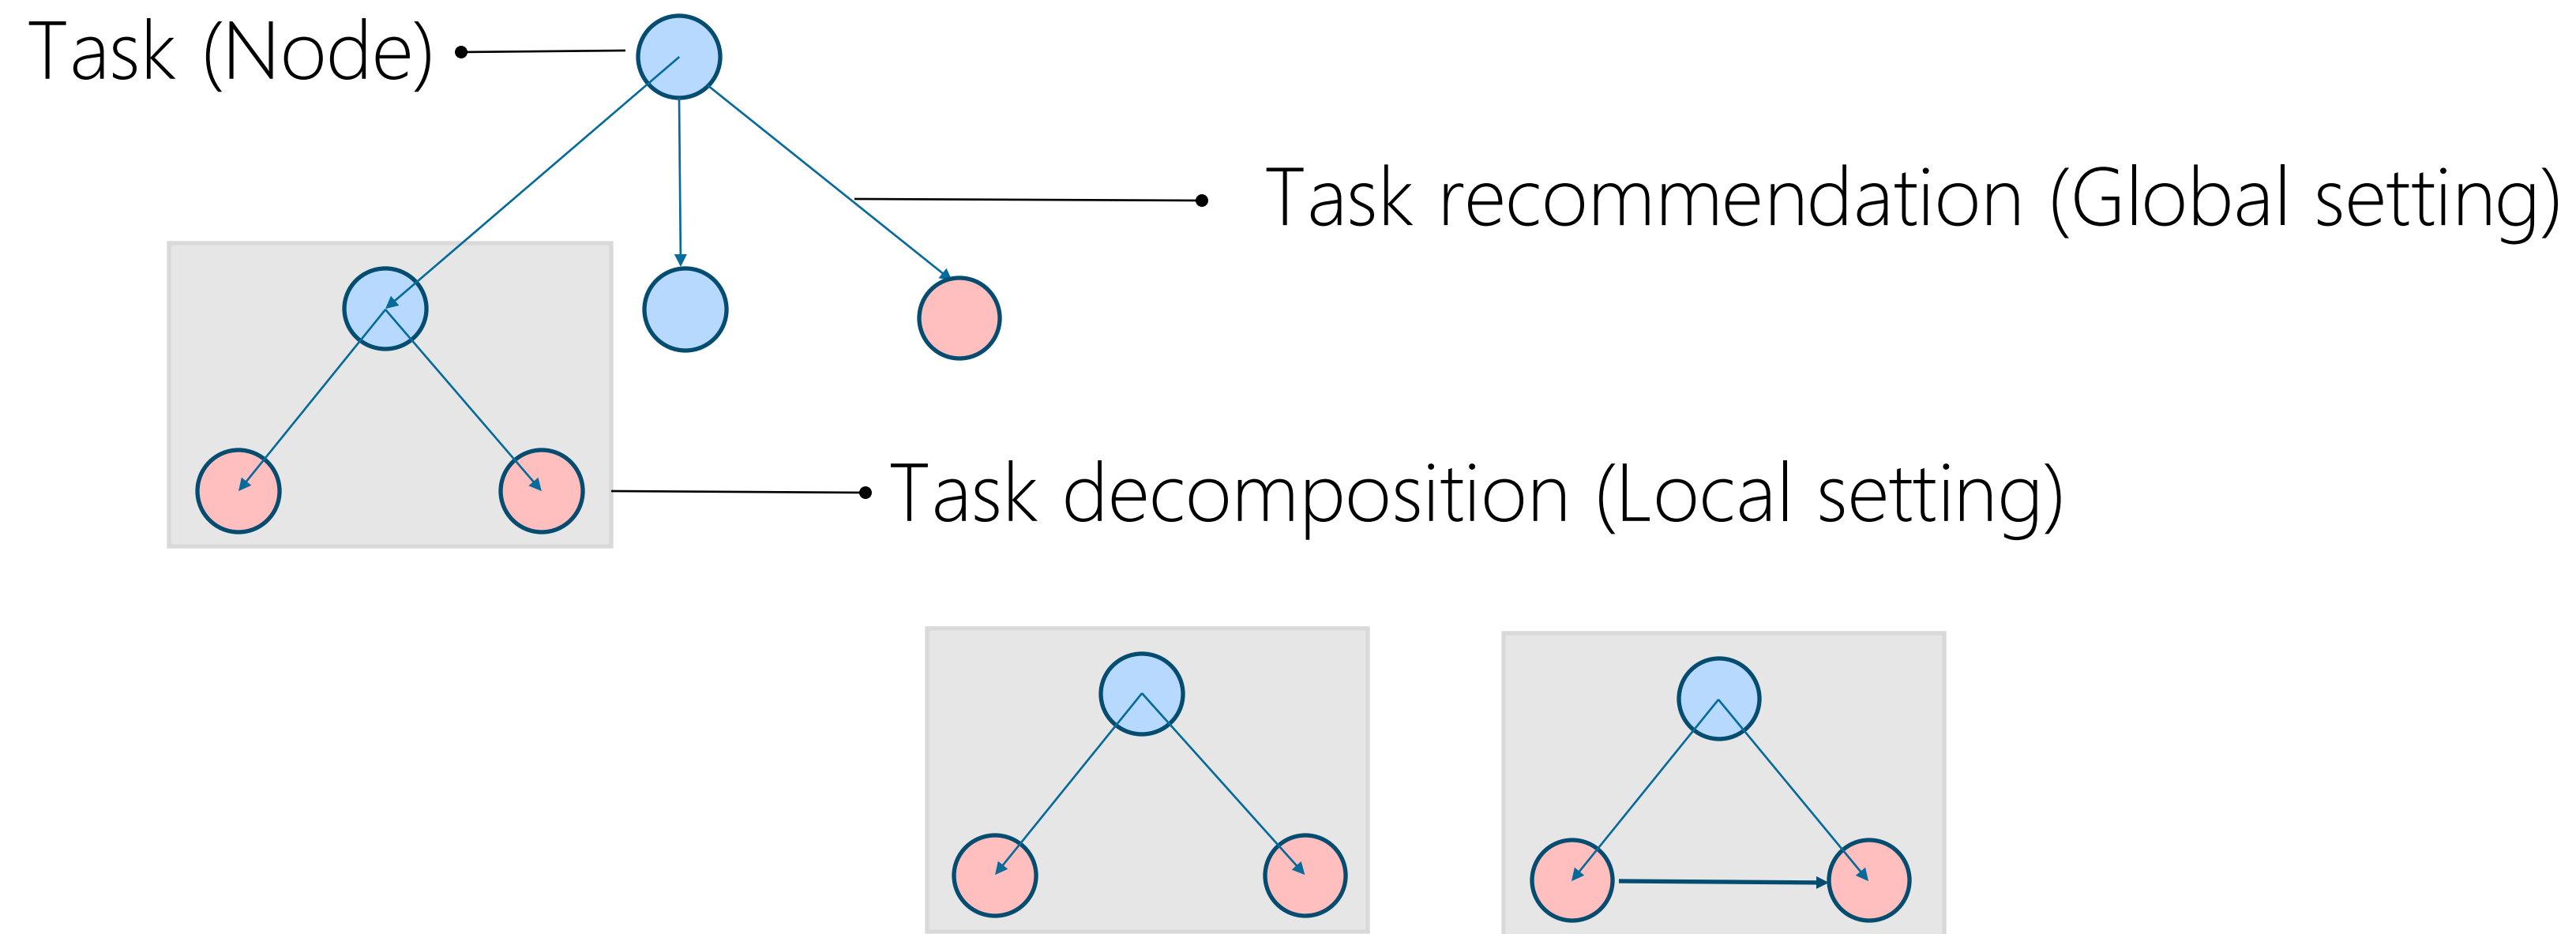 Task (Node)
Task recommendation (Global setting)
Task decomposition (Local setting)